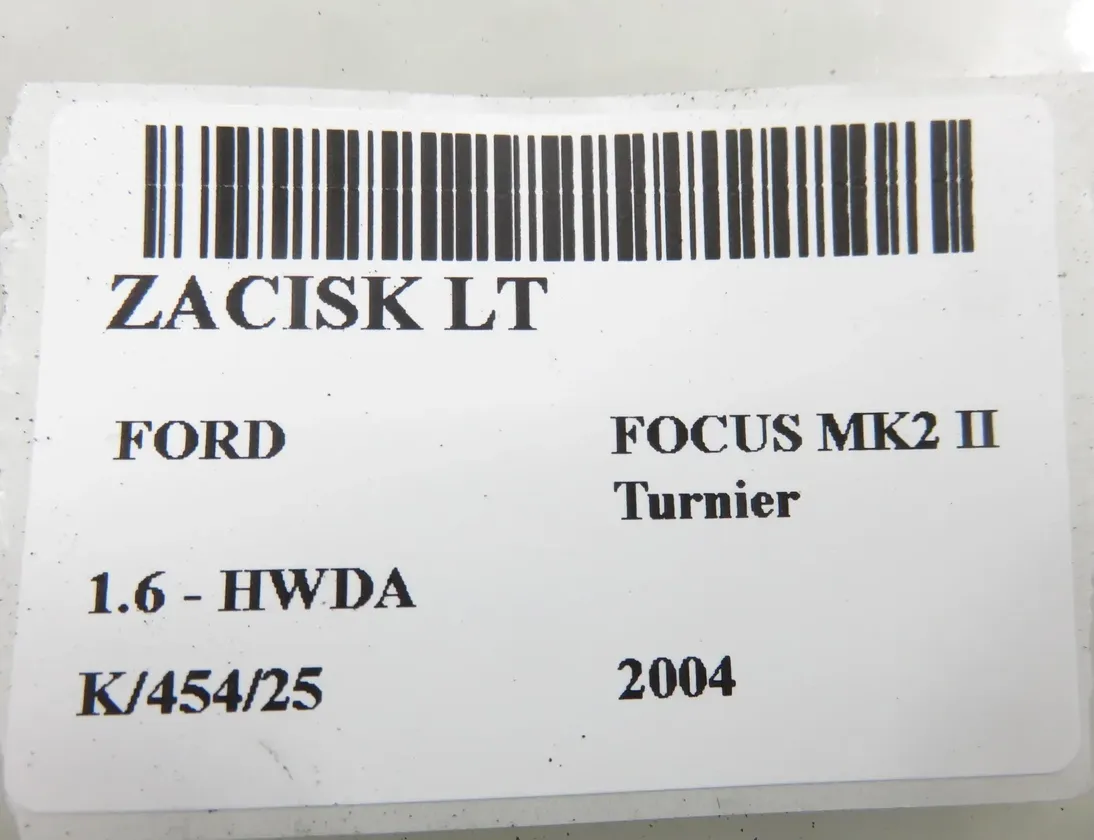 ZACISK LT
FORD
FOCUS MK2 II
Turnier
1.6 - HWDA
K/454/25
2004